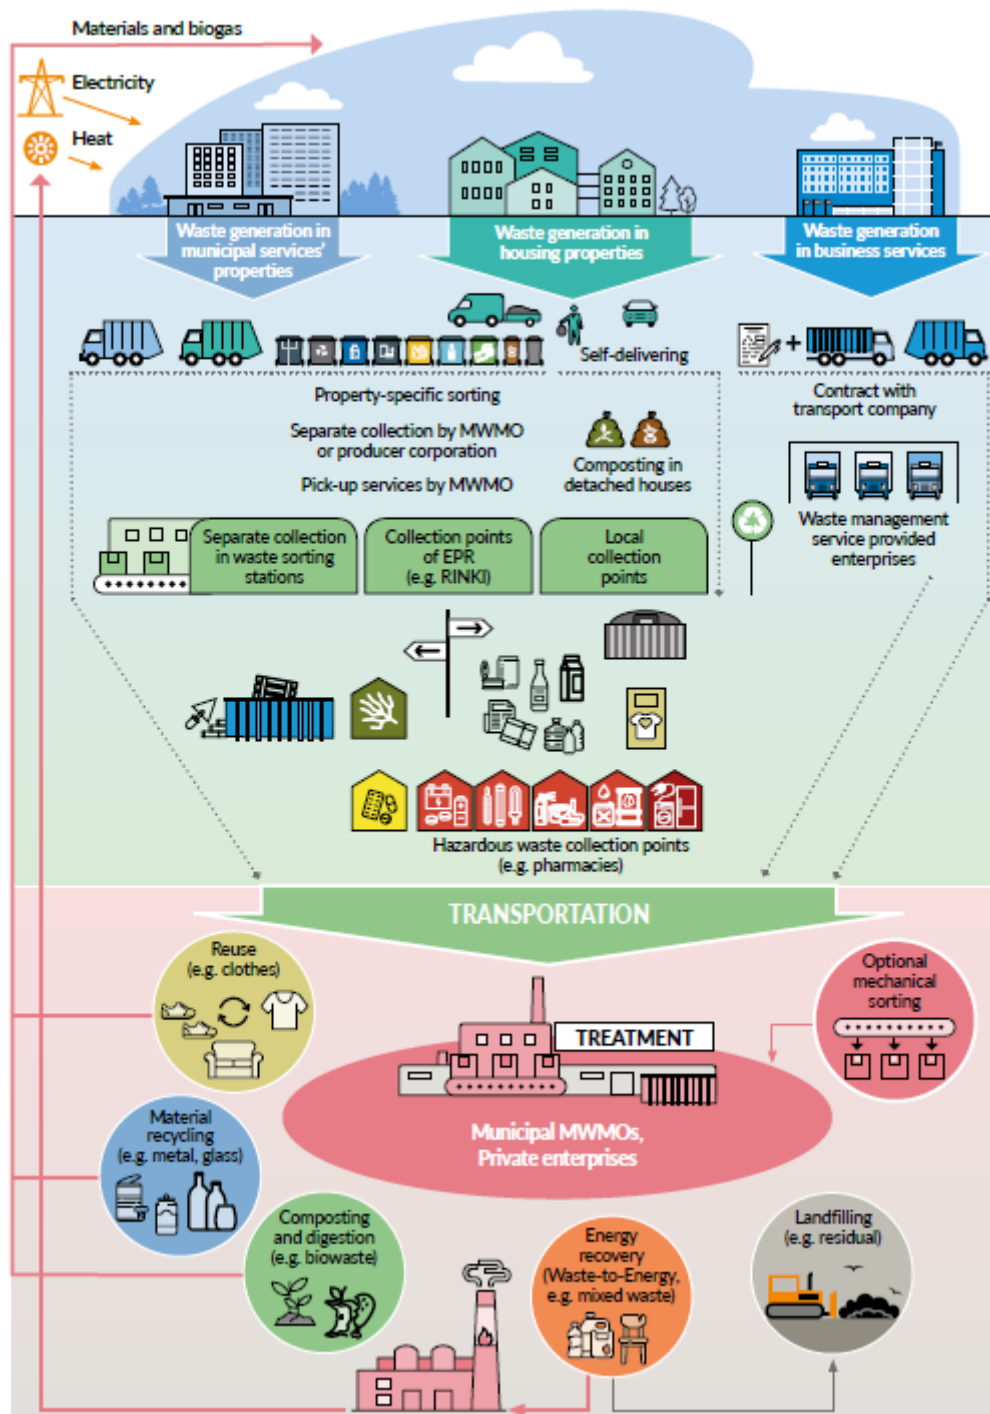 Materials and biogas
Electricity
Heat
Waste generation in
municipal services'
properties
Waste generation in
housing properties
Waste generation
in business services
Self-delivering
Property-specific sorting
Separate collection by MWMO
or producer corporation
Pick-up services by MWMO
Composting in
detached houses
Contract with
transport company
Waste management
service provided
enterprises
Separate collection
in waste sorting
stations
Collection points
of EPR
(e.g. RINKI)
Local
collection
points
Hazardous waste collection points
(e.g. pharmacies)
TRANSPORTATION
Reuse
(e.g. clothes)
Optional
mechanical
sorting
TREATMENT
Municipal MWMOs,
Private enterprises
Material
recycling
(e.g. metal, glass)
Composting
and digestion
(e.g. biowaste)
Energy
recovery
(Waste-to-Energy,
e.g. mixed waste)
Landfilling
(e.g. residual)